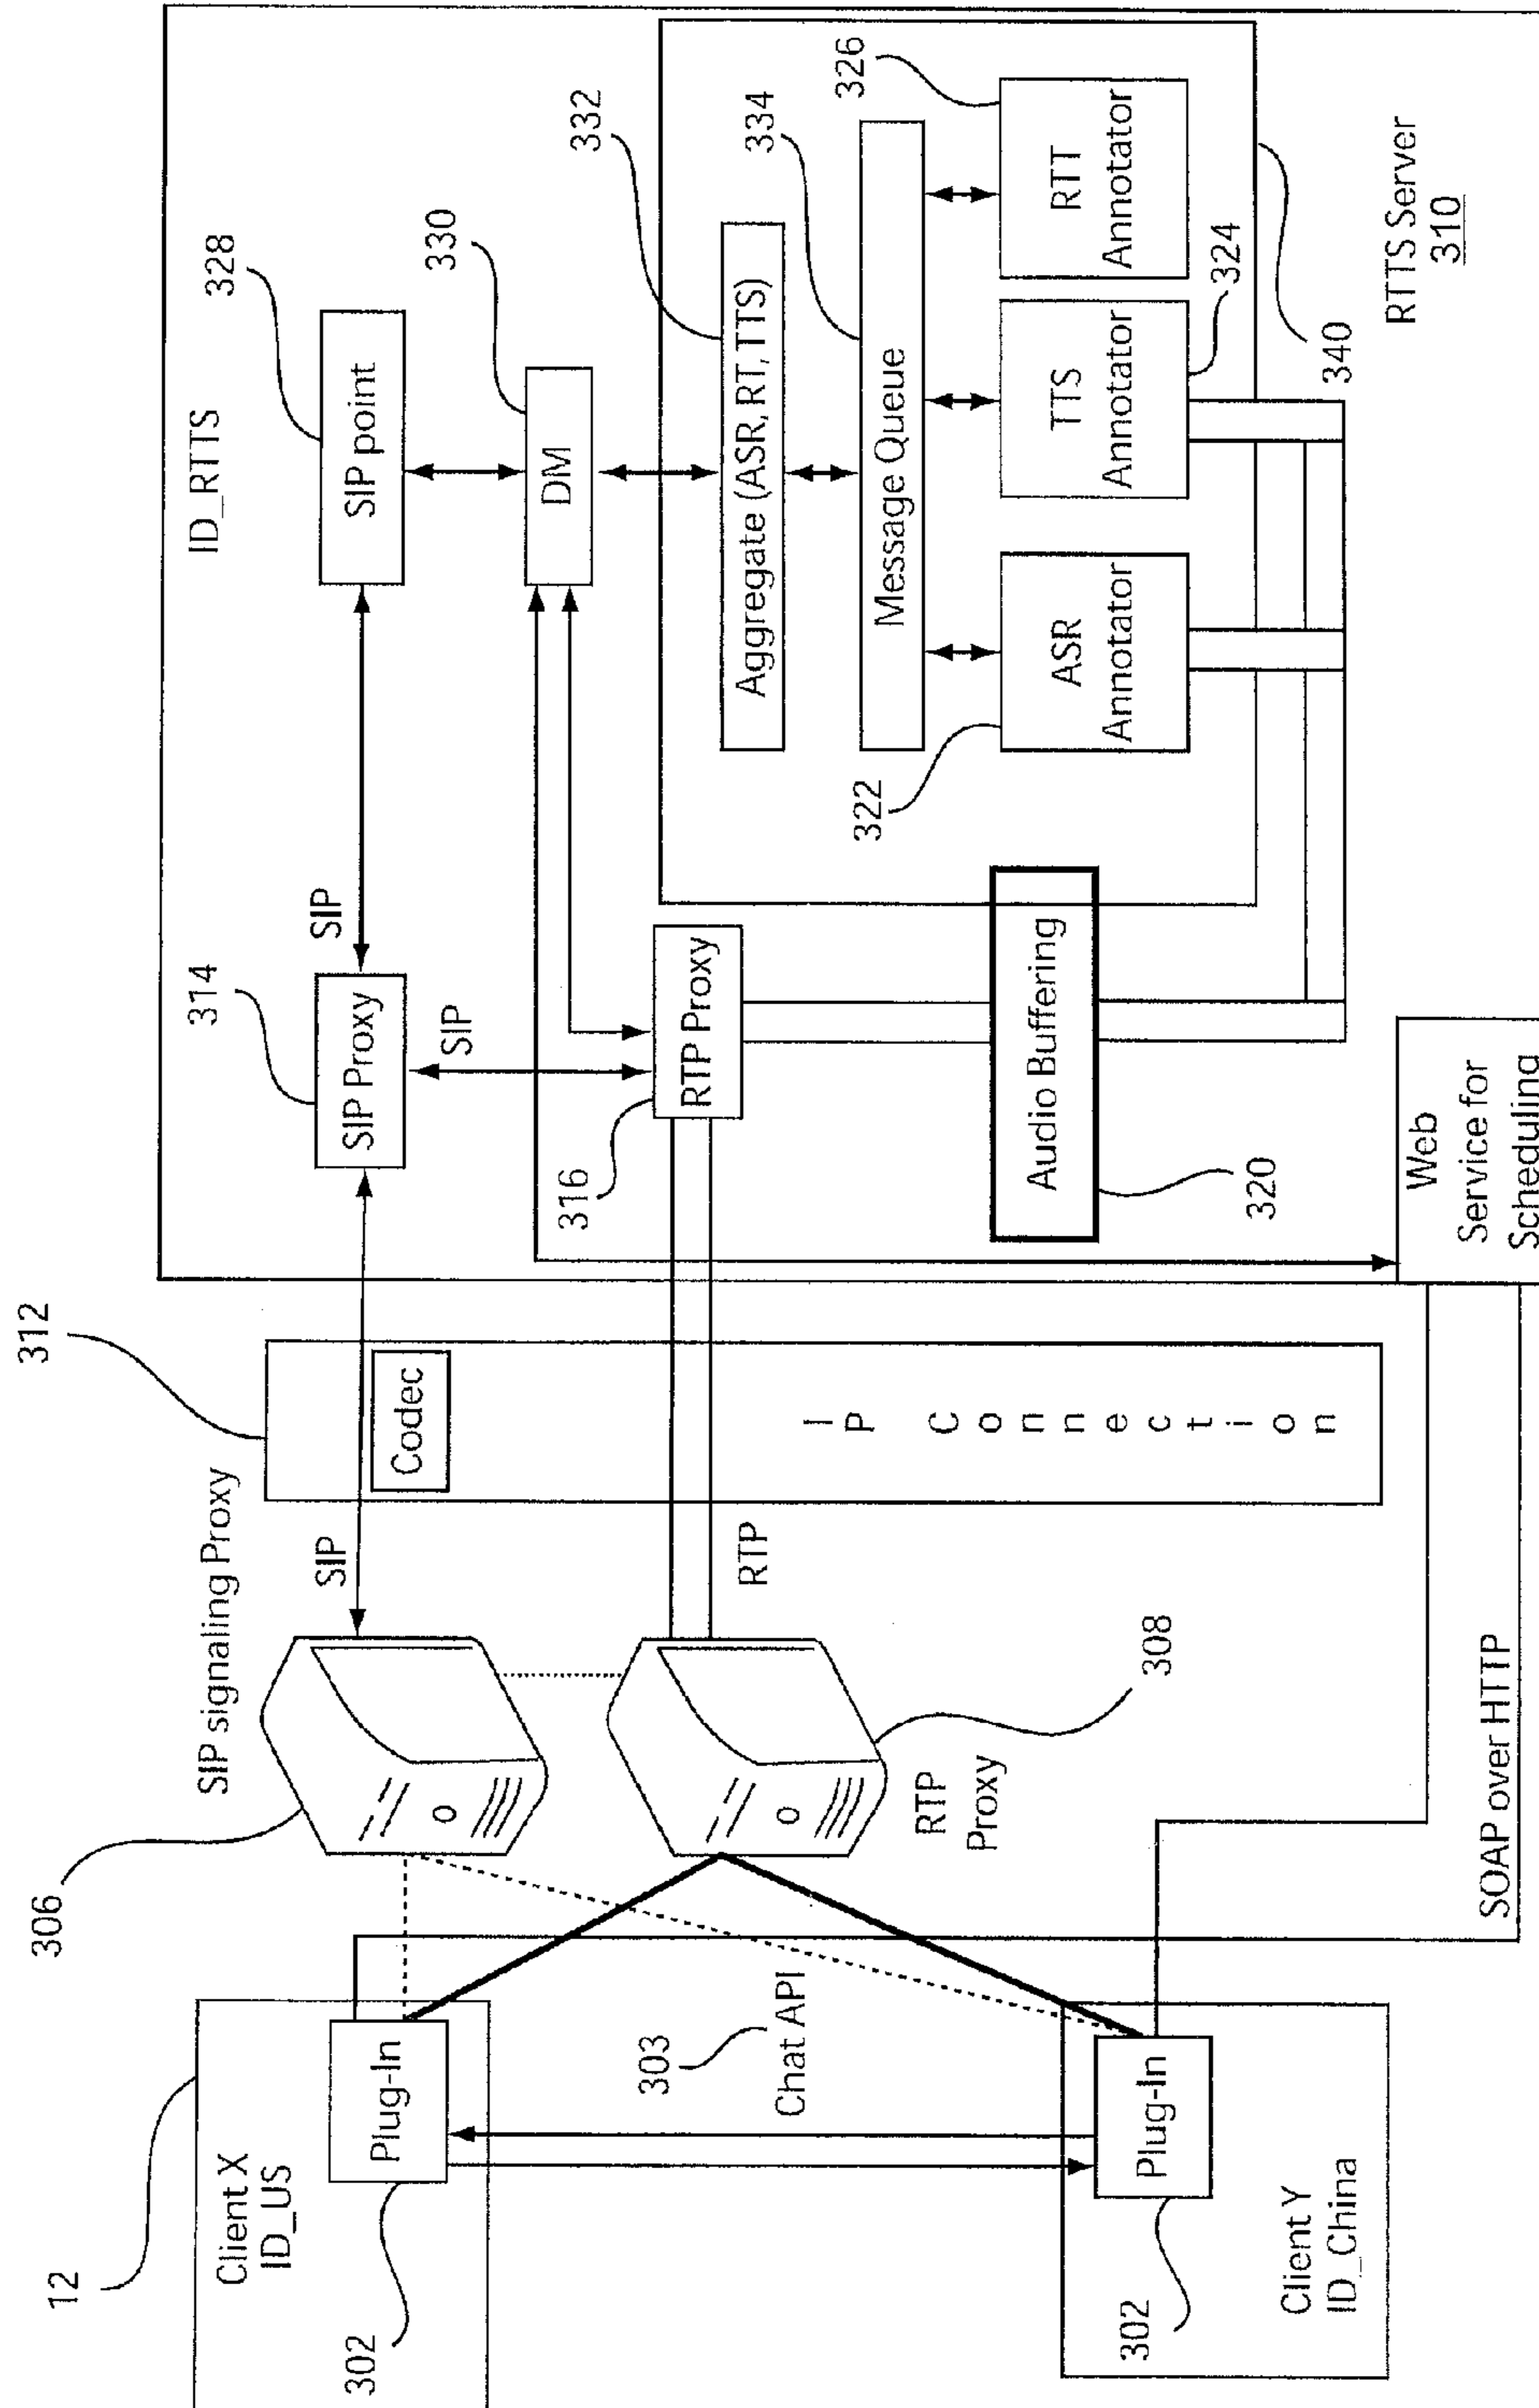 12
Client X
ID_US
Plug-In
302
303
Chat API
Plug-In
302
Client Y
ID_China
306
SIP signaling Proxy
SIP
RTP
RTP
Proxy
308
SOAP over HTTP
312
Codec
IP Connection
ID_RTTS
314
SIP Proxy
SIP
SIP
328
SIP point
330
DM
316
RTP Proxy
332
Aggregate (ASR, RT, TTS)
334
Message Queue
322
ASR
Annotator
TTS
Annotator
324
RTT
Annotator
326
Audio Buffering
320
340
RTTS Server
310
Web
Service for
Scheduling